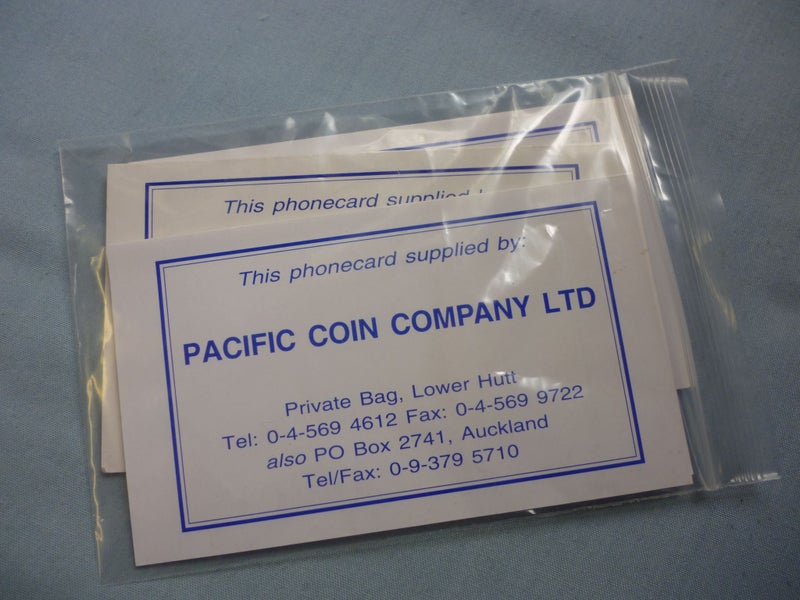 This phonecard supplied
This phonecard supplied by:
PACIFIC COIN COMPANY LTD
Private Bag, Lower Hutt
Tel: 0-4-569 4612 Fax: 0-4-569 9722
also PO Box 2741, Auckland
Tel/Fax: 0-9-379 5710